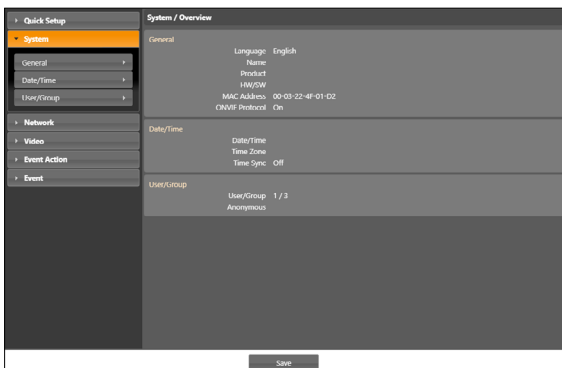 Quick Setup
System
General
Date/Time
User/Group
Network
Video
Event Action
Event
System / Overview
General
Language English
Name
Product
HW/SW
MAC Address 00-03-22-4F-01-D2
ONVIF Protocol On
Date/Time
Date/Time
Time Zone
Time Sync Off
User/Group
User/Group 1 / 3
Anonymous
Save